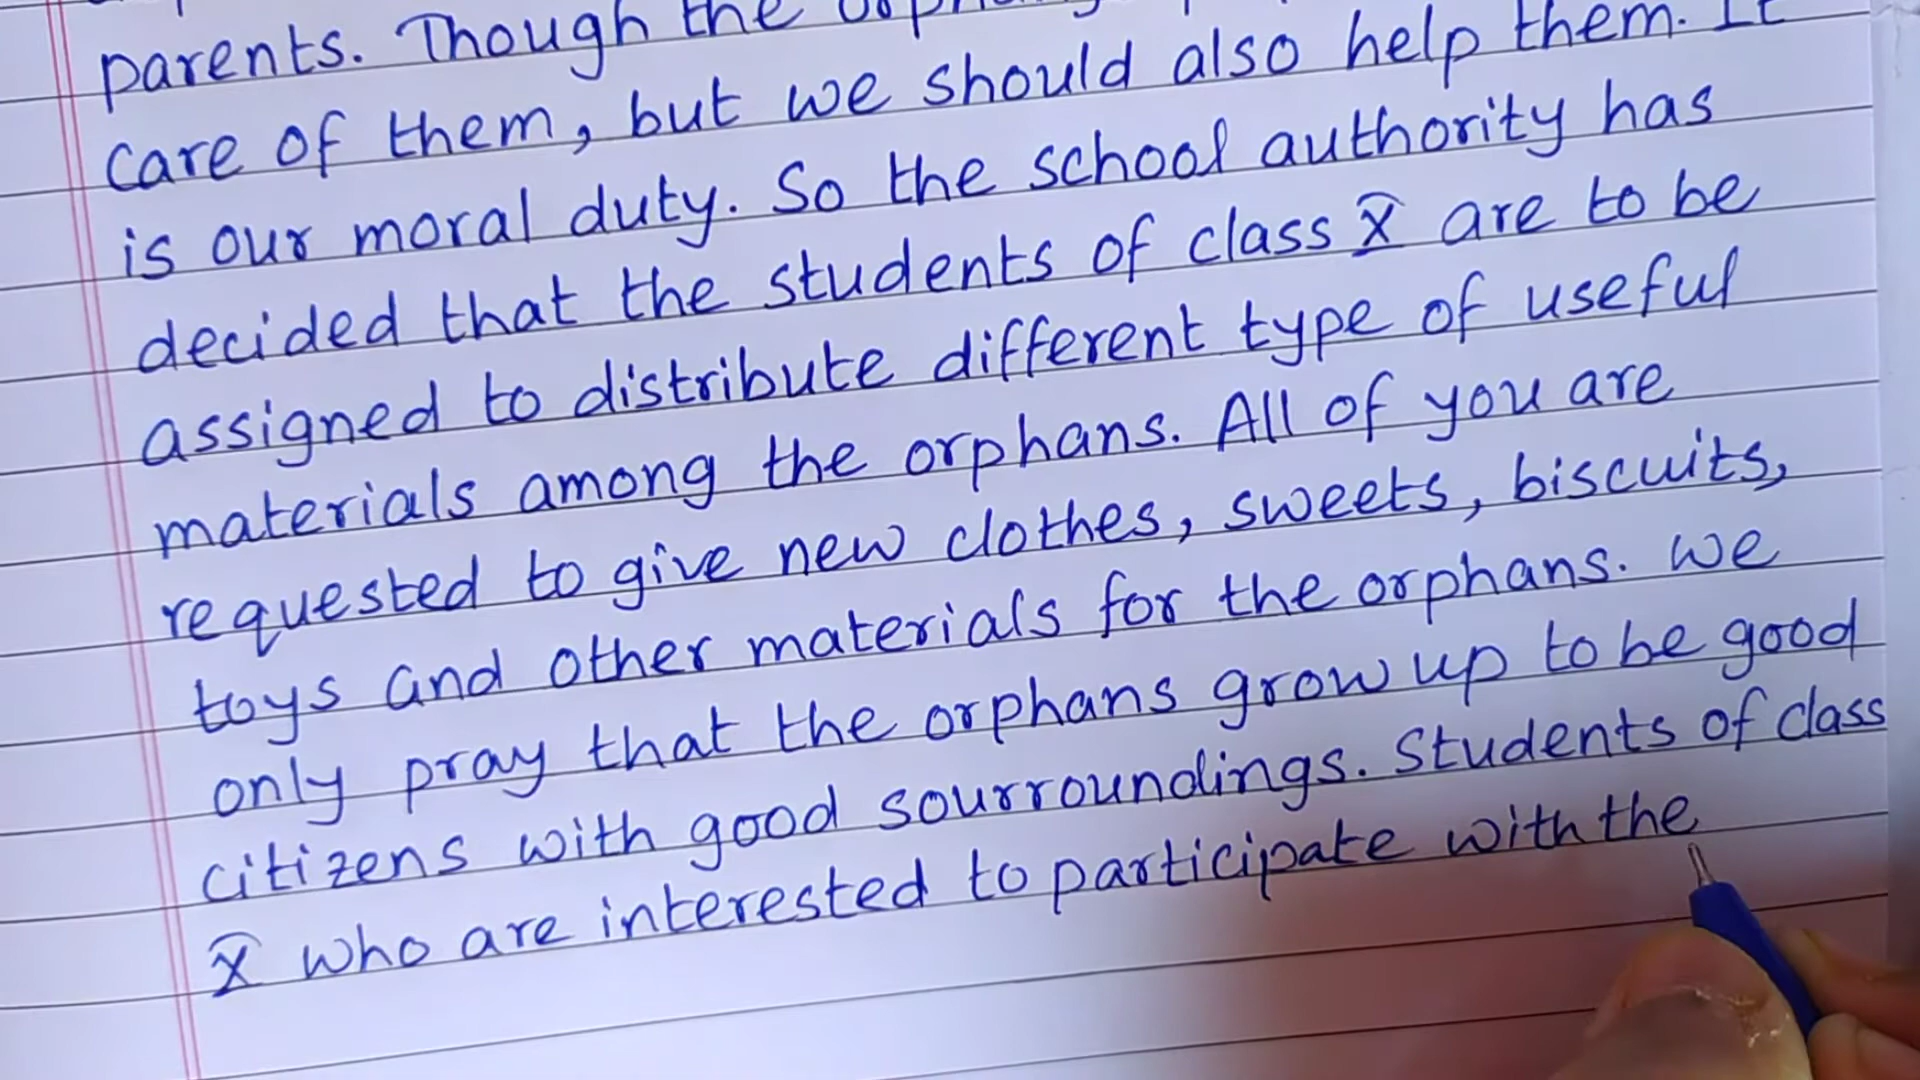 parents. Though the
care of them, but we should also help them. It
is our moral duty. So the school authority has
decided that the students of class X are to be
assigned to distribute different type of useful
materials among the orphans. All of you are
requested to give new clothes, sweets, biscuits,
toys and other materials for the orphans. We
only pray that the orphans grow up to be good
citizens with good sourroundings. Students of class
X who are interested to participate with the